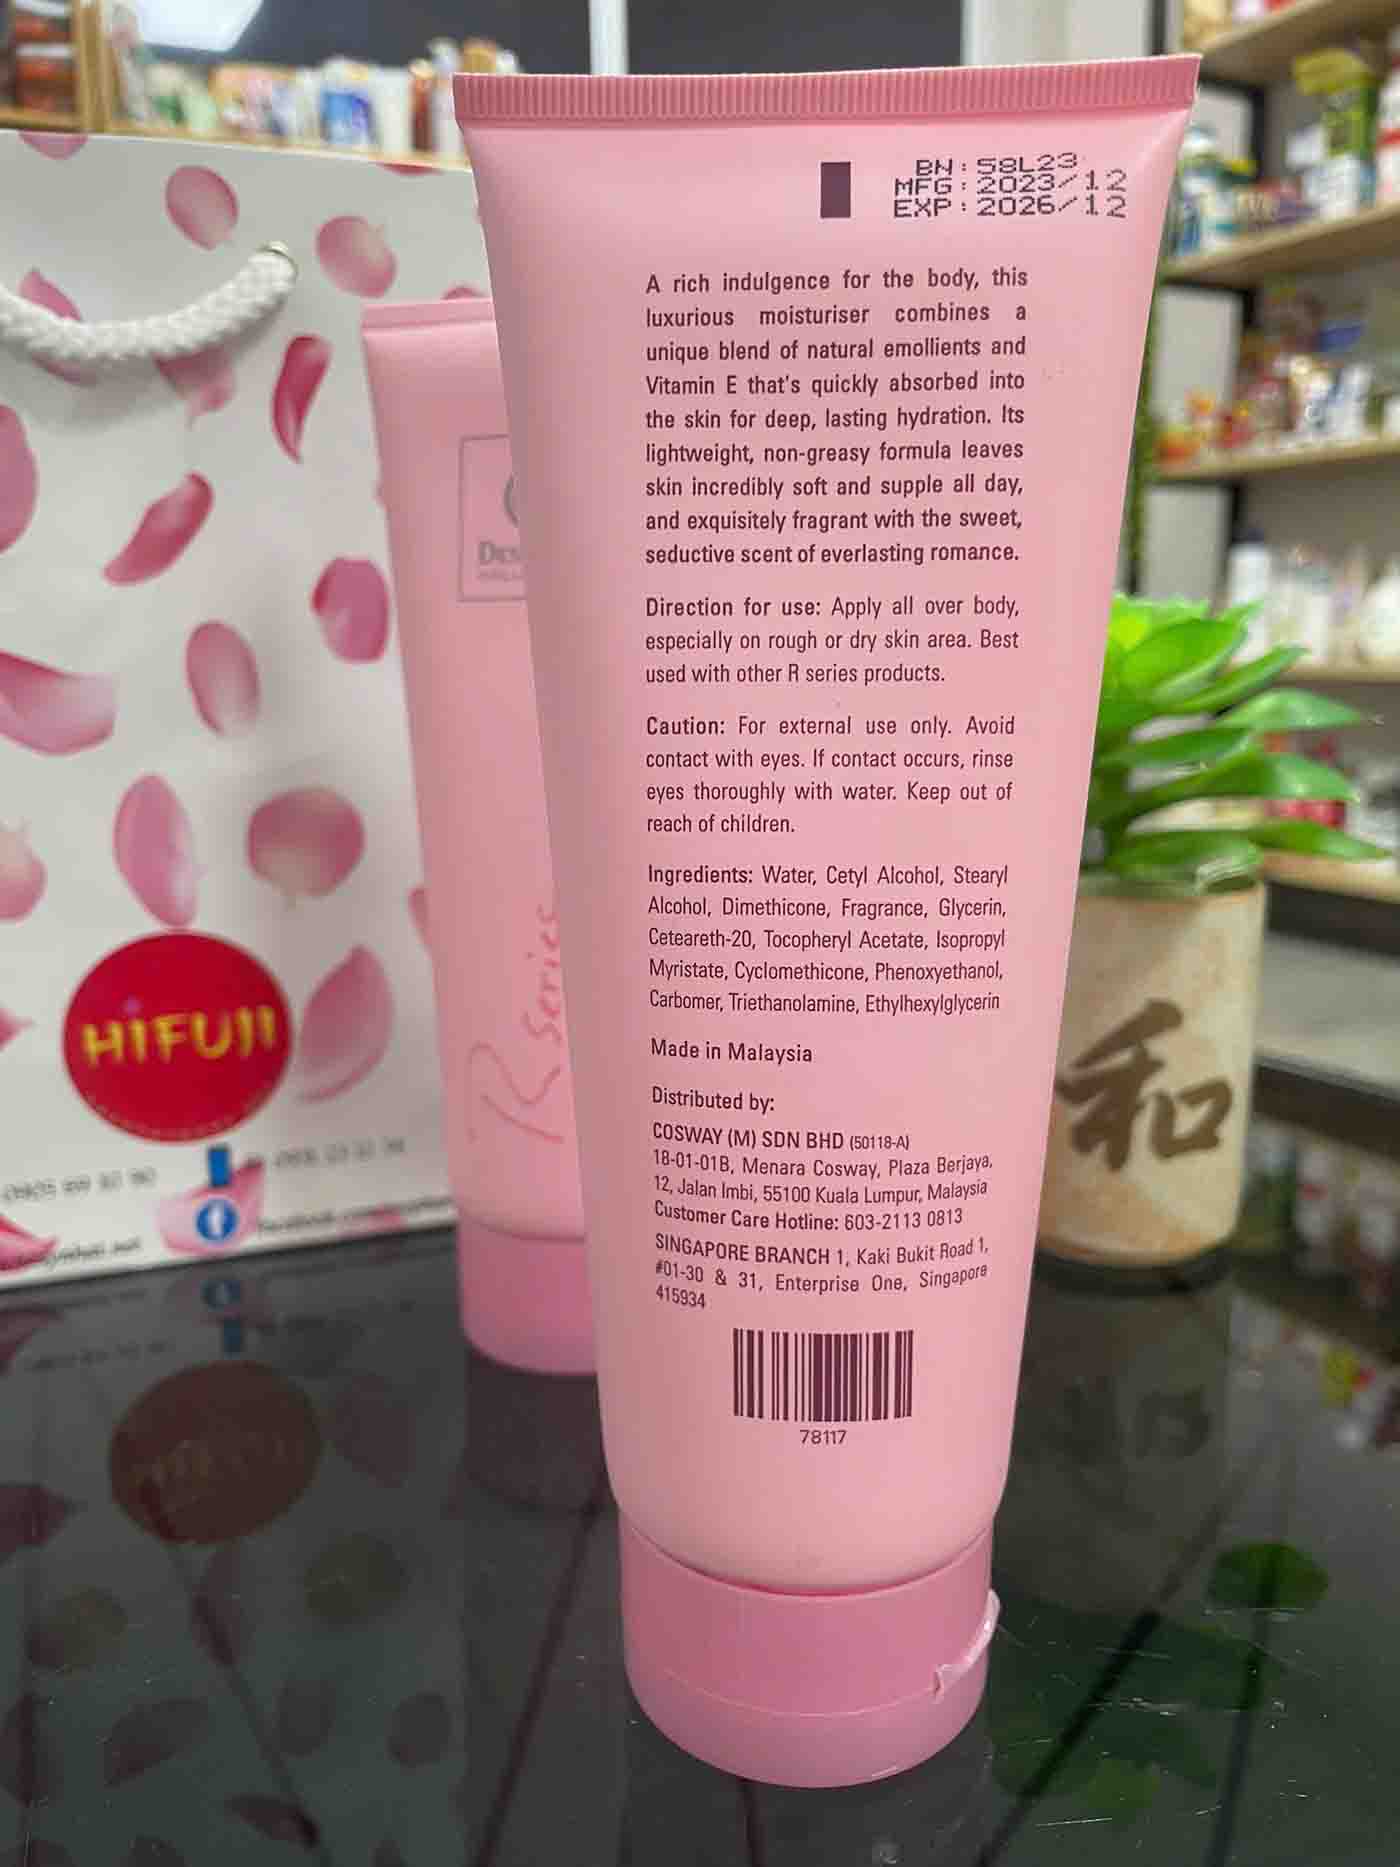 BN : S8L23
MFG : 2023/12
EXP : 2026/12
A rich indulgence for the body, this
luxurious moisturiser combines a
unique blend of natural emollients and
Vitamin E that's quickly absorbed into
the skin for deep, lasting hydration. Its
lightweight, non-greasy formula leaves
skin incredibly soft and supple all day,
and exquisitely fragrant with the sweet,
seductive scent of everlasting romance.
Direction for use: Apply all over body,
especially on rough or dry skin area. Best
used with other R series products.
Caution: For external use only. Avoid
contact with eyes. If contact occurs, rinse
eyes thoroughly with water. Keep out of
reach of children.
Ingredients: Water, Cetyl Alcohol, Stearyl
Alcohol, Dimethicone, Fragrance, Glycerin,
Ceteareth-20, Tocopheryl Acetate, Isopropyl
Myristate, Cyclomethicone, Phenoxyethanol,
Carbomer, Triethanolamine, Ethylhexylglycerin
Made in Malaysia
Distributed by:
COSWAY (M) SDN BHD (50118-A)
18-01-01B, Menara Cosway, Plaza Berjaya,
12, Jalan Imbi, 55100 Kuala Lumpur, Malaysia
Customer Care Hotline: 603-2113 0813
SINGAPORE BRANCH 1, Kaki Bukit Road 1,
#01-30 & 31, Enterprise One, Singapore
415934
78117
R series
HIFUJI
和